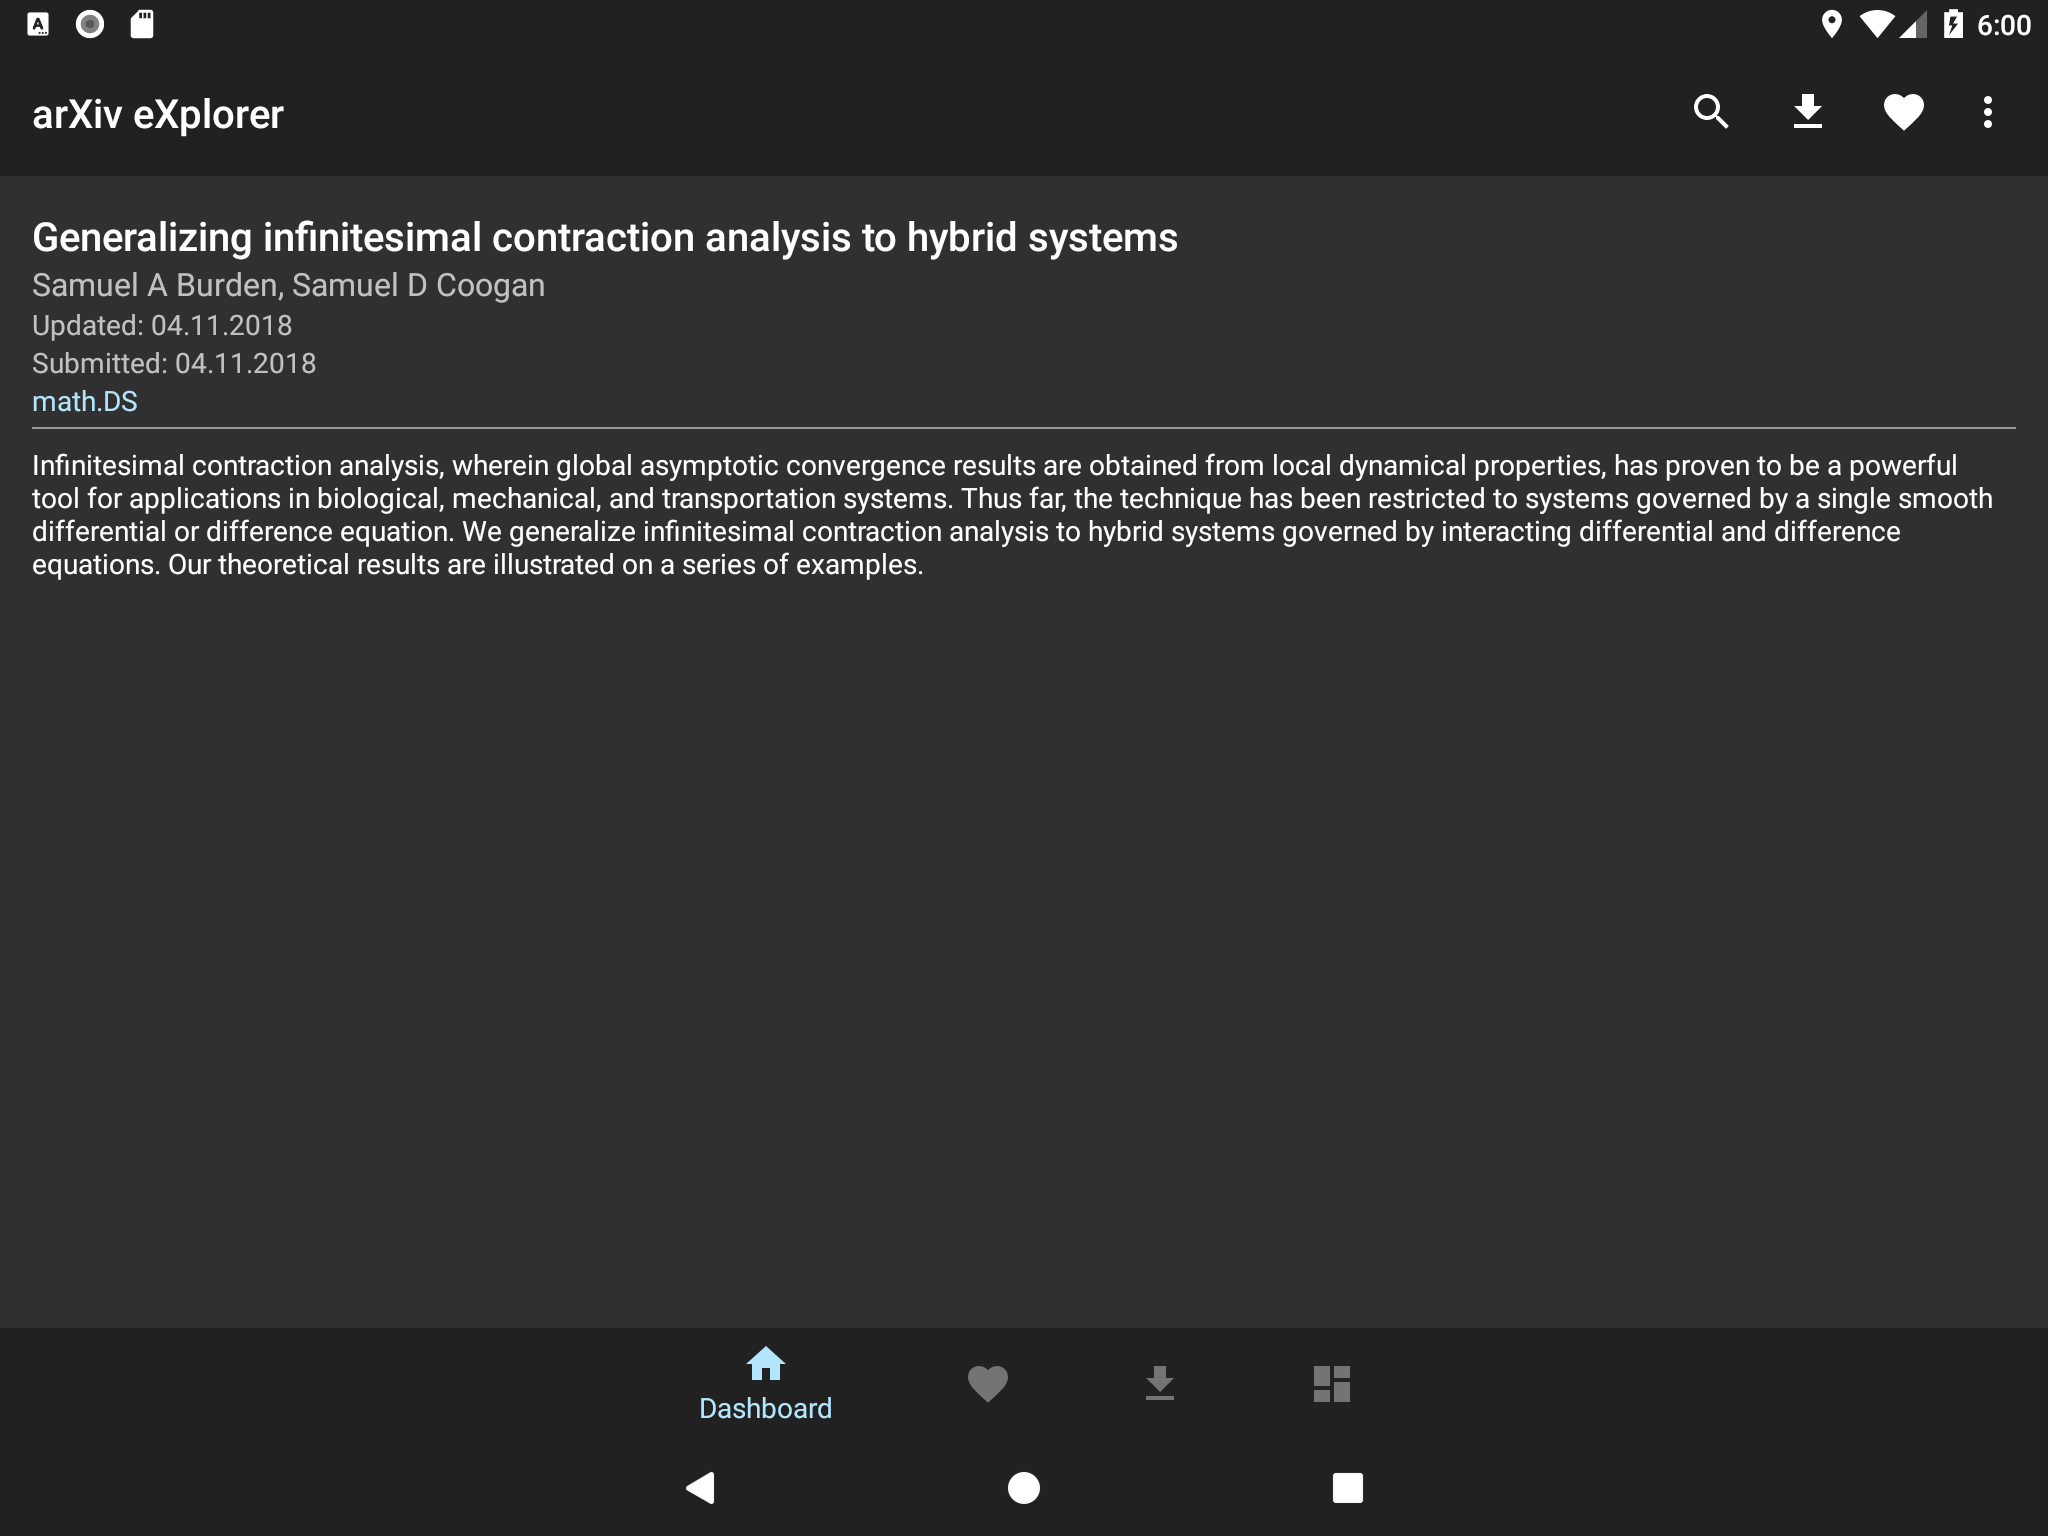 6:00
arXiv eXplorer
Generalizing infinitesimal contraction analysis to hybrid systems
Samuel A Burden, Samuel D Coogan
Updated: 04.11.2018
Submitted: 04.11.2018
math.DS
Infinitesimal contraction analysis, wherein global asymptotic convergence results are obtained from local dynamical properties, has proven to be a powerful
tool for applications in biological, mechanical, and transportation systems. Thus far, the technique has been restricted to systems governed by a single smooth
differential or difference equation. We generalize infinitesimal contraction analysis to hybrid systems governed by interacting differential and difference
equations. Our theoretical results are illustrated on a series of examples.
Dashboard